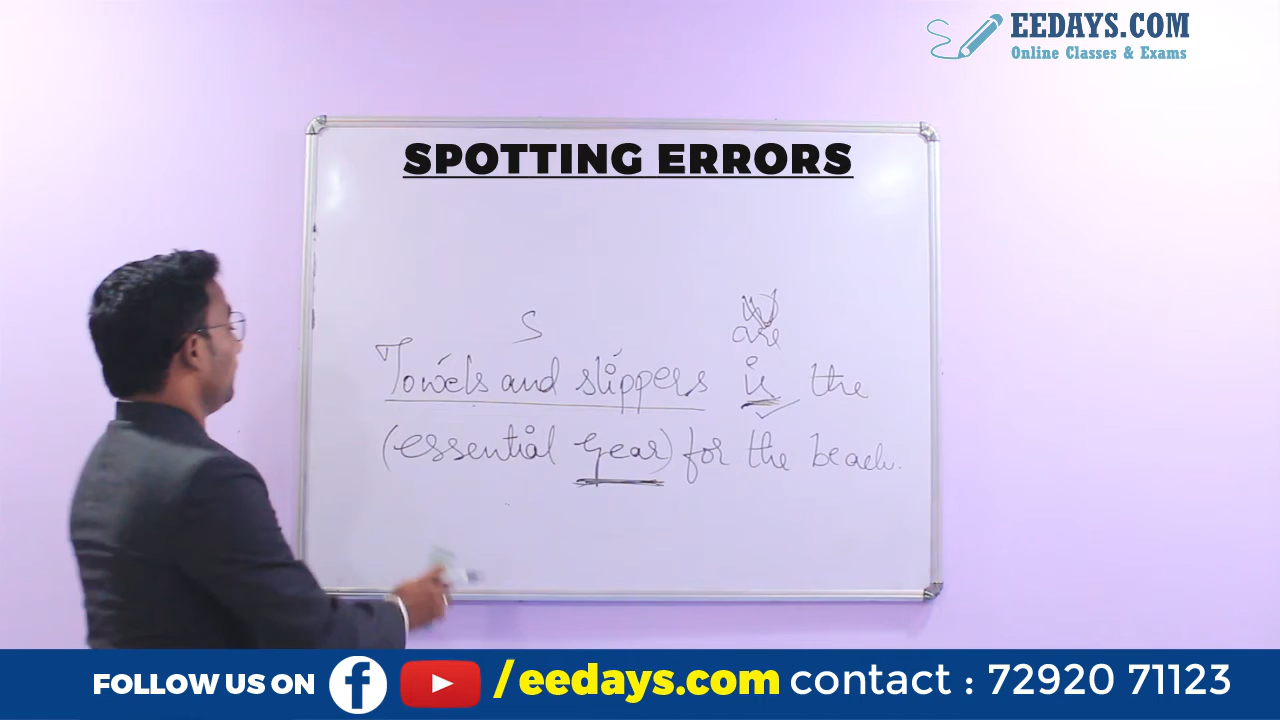 EEDAYS.COM
Online Classes & Exams
SPOTTING ERRORS
S
are
Towels and slippers is the
(essential gear) for the beach.
FOLLOW US ON f /eedays.com contact : 72920 71123